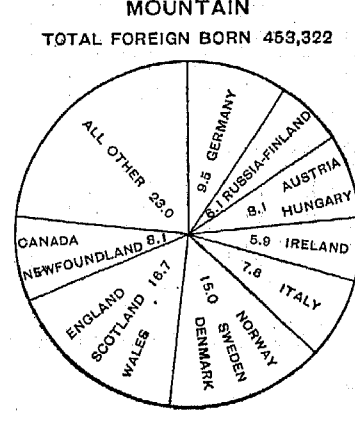 MOUNTAIN
TOTAL FOREIGN BORN 453,322
9.5 GERMANY
6.1 RUSSIA-FINLAND
8.1 AUSTRIA
HUNGARY
5.9 IRELAND
7.8 ITALY
15.0 NORWAY
SWEDEN
DENMARK
ENGLAND
SCOTLAND 16.7
WALES
CANADA
NEWFOUNDLAND 8.1
ALL OTHER 23.0